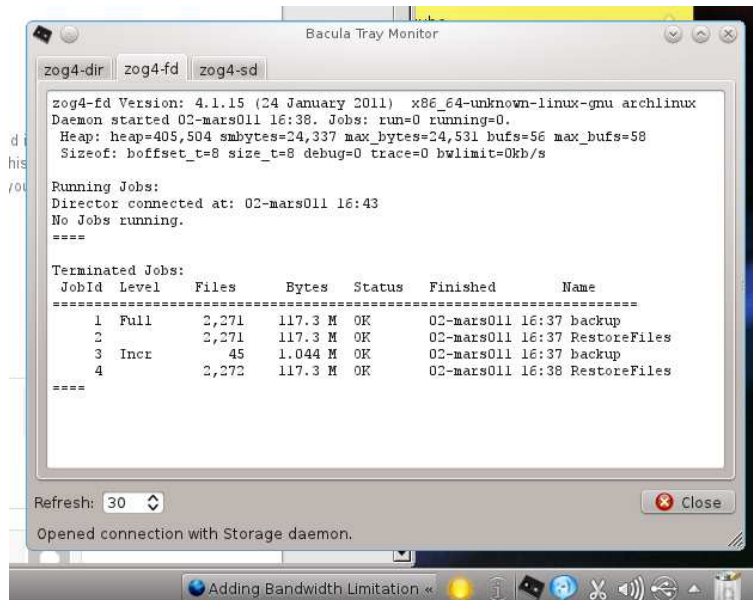 Bacula Tray Monitor
zog4-dir zog4-fd zog4-sd
zog4-fd Version: 4.1.15 (24 January 2011) x86_64-unknown-linux-gnu archlinux
Daemon started 02-mars011 16:38. Jobs: run=0 running=0.
Heap: heap=405,504 smbytes=24,337 max_bytes=24,531 bufs=56 max_bufs=58
Sizeof: boffset_t=8 size_t=8 debug=0 trace=0 bwlimit=0kb/s
Running Jobs:
Director connected at: 02-mars011 16:43
No Jobs running.
====
Terminated Jobs:
JobId Level Files Bytes Status Finished Name
======================================================================
1 Full 2,271 117.3 M OK 02-mars011 16:37 backup
2 2,271 117.3 M OK 02-mars011 16:37 RestoreFiles
3 Incr 45 1.044 M OK 02-mars011 16:37 backup
4 2,272 117.3 M OK 02-mars011 16:38 RestoreFiles
====
Refresh: 30
Close
Opened connection with Storage daemon.
Adding Bandwidth Limitation «